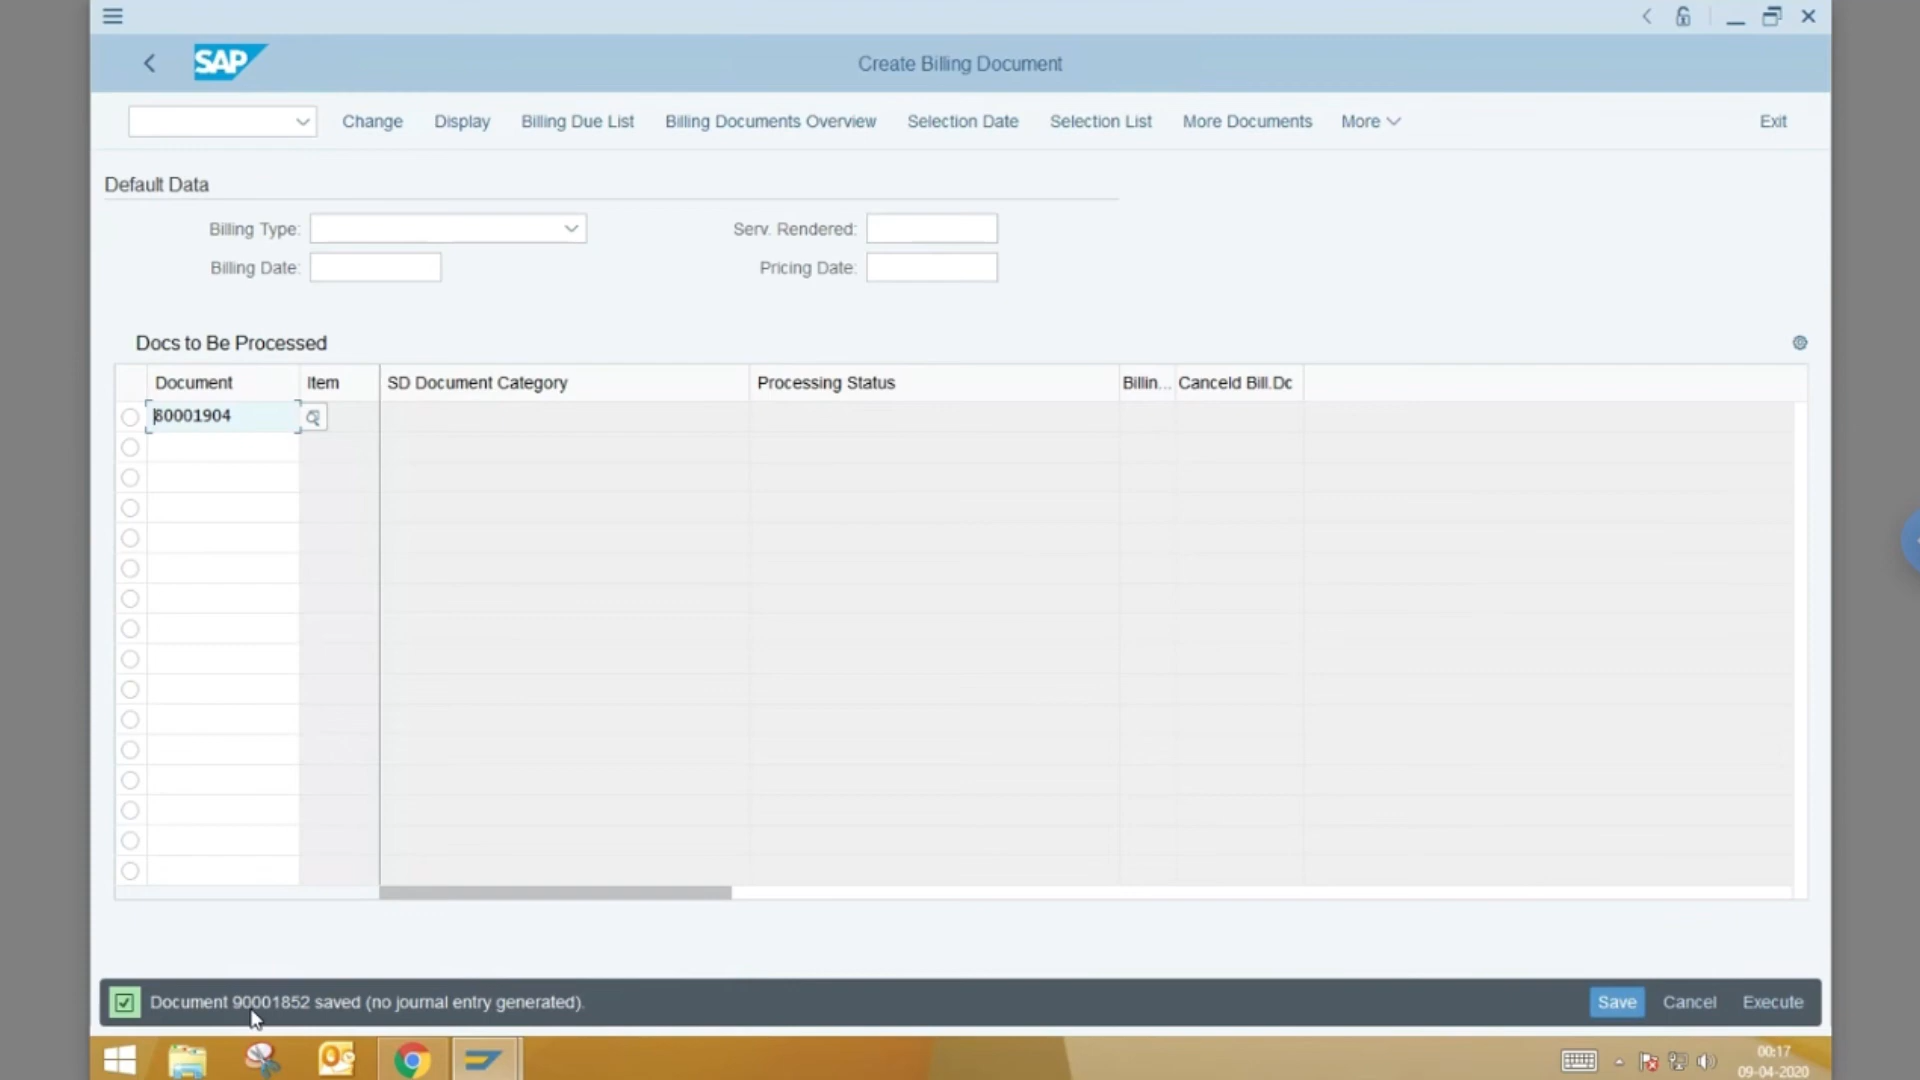 SAP
Create Billing Document
Change Display Billing Due List Billing Documents Overview Selection Date Selection List More Documents More Exit
Default Data
Billing Type: Serv. Rendered:
Billing Date: Pricing Date:
Docs to Be Processed
Document Item SD Document Category Processing Status Billin... Canceld Bill.Dc
80001904
Document 90001852 saved (no journal entry generated). Save Cancel Execute
00:17
09-04-2020